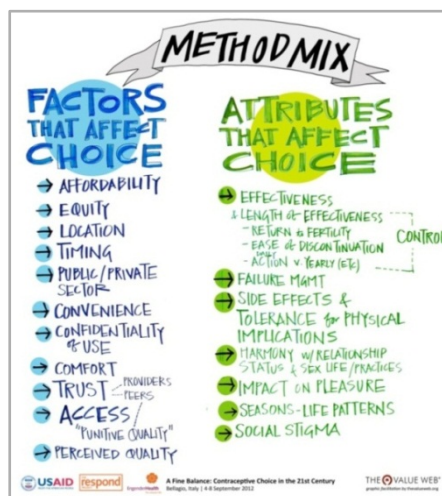 METHOD MIX
FACTORS
THAT AFFECT
CHOICE
→ AFFORDABILITY
→ EQUITY
→ LOCATION
→ TIMING
→ PUBLIC/PRIVATE
SECTOR
→ CONVENIENCE
→ CONFIDENTIALITY
of USE
→ COMFORT
→ TRUST PROVIDERS
PEERS
→ ACCESS
"PUNITIVE QUALITY"
→ PERCEIVED QUALITY
ATTRIBUTES
THAT AFFECT
CHOICE
→ EFFECTIVENESS
& LENGTH of EFFECTIVENESS
- RETURN to FERTILITY
- EASE of DISCONTINUATION
- ACTION v. YEARLY (ETC)
CONTROL
→ FAILURE MGMT
→ SIDE EFFECTS &
TOLERANCE for PHYSICAL
IMPLICATIONS
→ HARMONY w/ RELATIONSHIP
STATUS & SEX LIFE/PRACTICES
→ IMPACT ON PLEASURE
→ SEASONS-LIFE PATTERNS
→ SOCIAL STIGMA
USAID
respond
EngenderHealth
A Fine Balance: Contraceptive Choice in the 21st Century
Bellagio, Italy | 4-8 September 2012
THE VALUE WEB